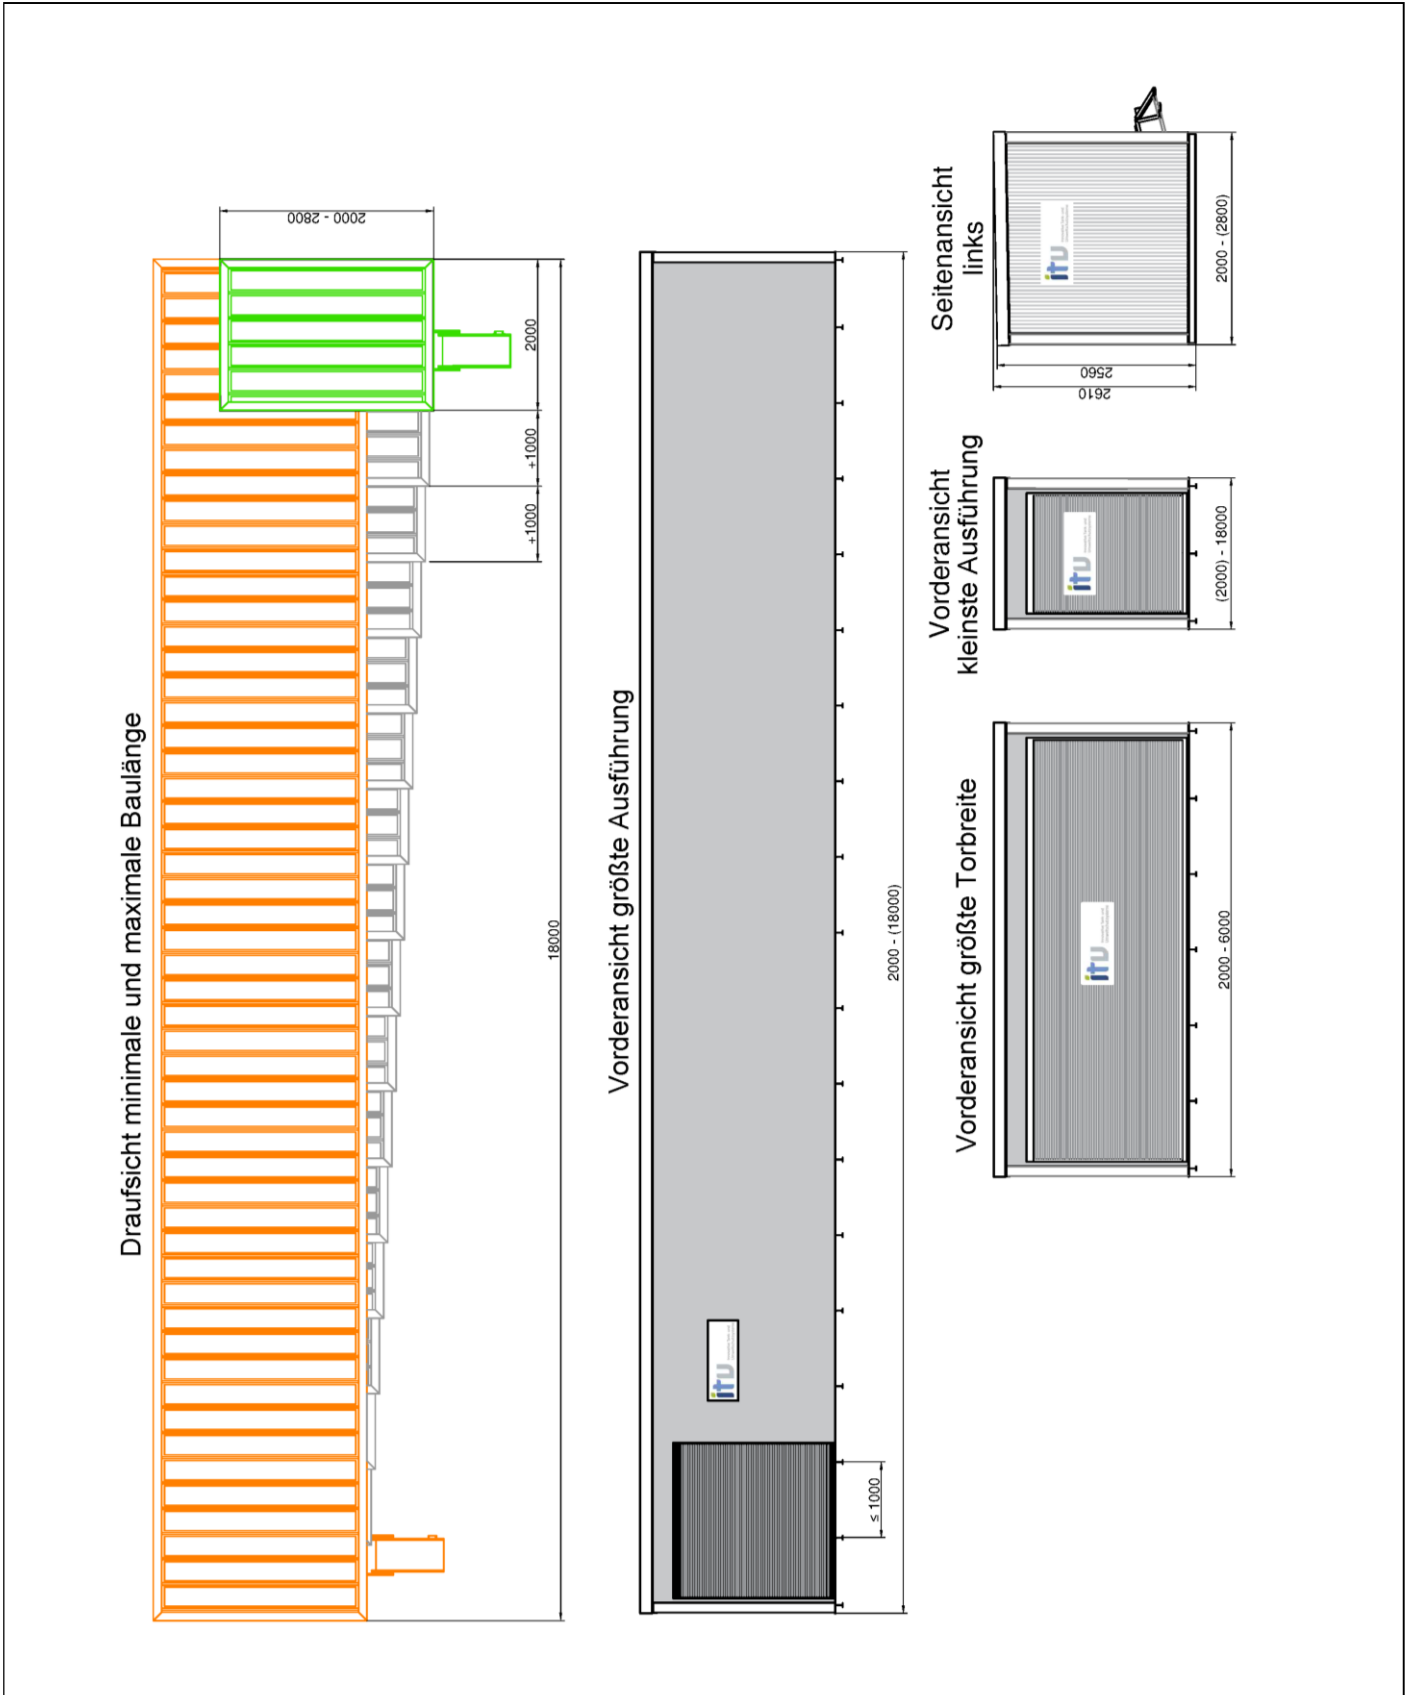 Draufsicht minimale und maximale Baulänge
2000 - 2800
2000
+1000
+1000
18000
Vorderansicht größte Ausführung
itu
≤ 1000
2000 - (18000)
Seitenansicht
links
itu
2560
2610
2000 - (2800)
Vorderansicht
kleinste Ausführung
itu
(2000) - 18000
Vorderansicht größte Torbreite
itu
2000 - 6000